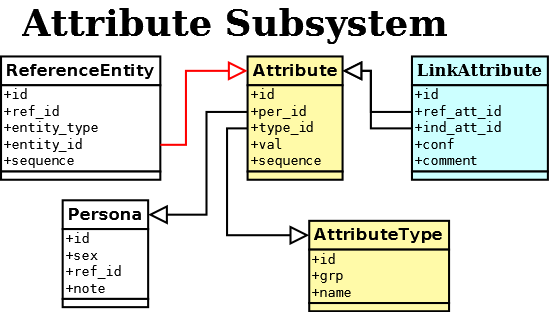 Attribute Subsystem
ReferenceEntity
+id
+ref_id
+entity_type
+entity_id
+sequence
Attribute
+id
+per_id
+type_id
+val
+sequence
LinkAttribute
+id
+ref_att_id
+ind_att_id
+conf
+comment
Persona
+id
+sex
+ref_id
+note
AttributeType
+id
+grp
+name